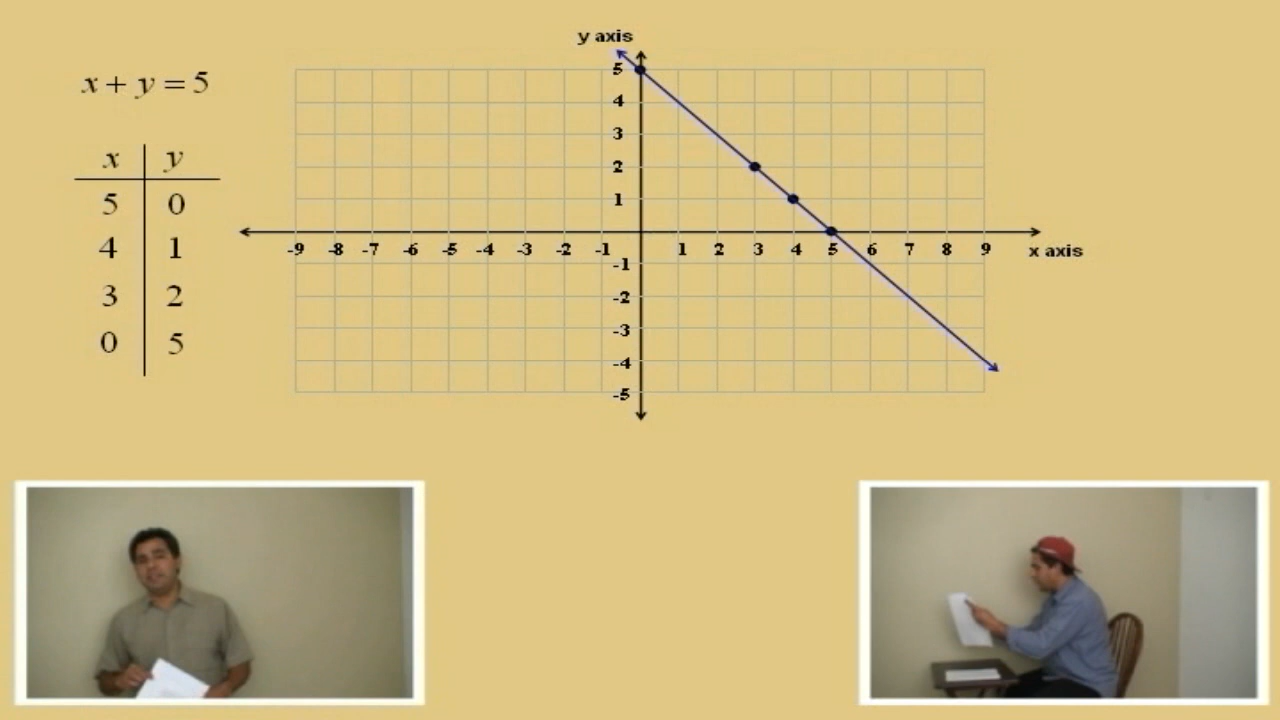 x + y = 5
x y
5 0
4 1
3 2
0 5
y axis
5
4
3
2
1
-9 -8 -7 -6 -5 -4 -3 -2 -1 1 2 3 4 5 6 7 8 9
x axis
-1
-2
-3
-4
-5